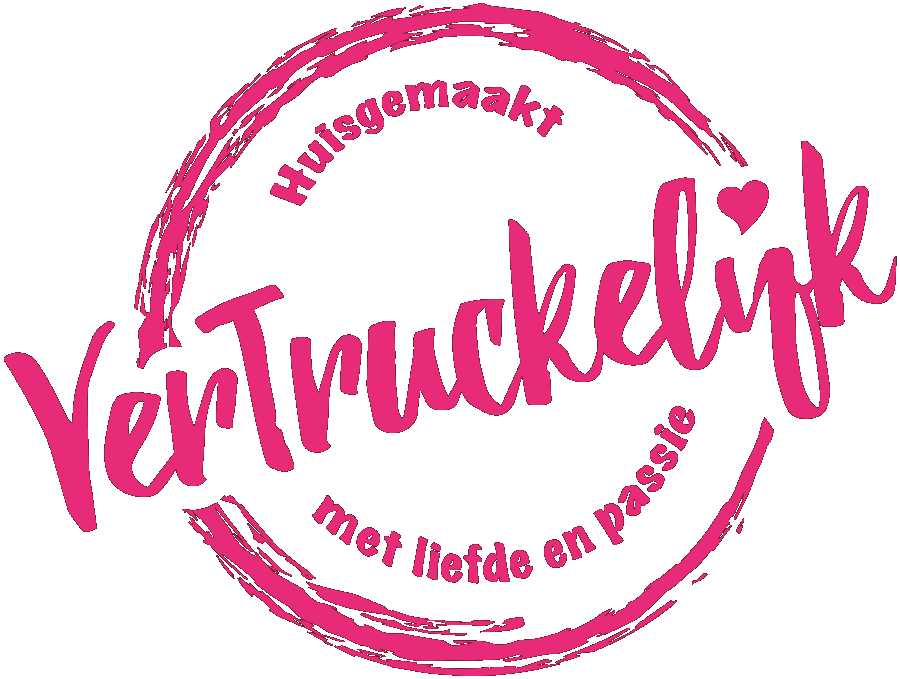 Huisgemaakt
VerTruckelijk
met liefde en passie